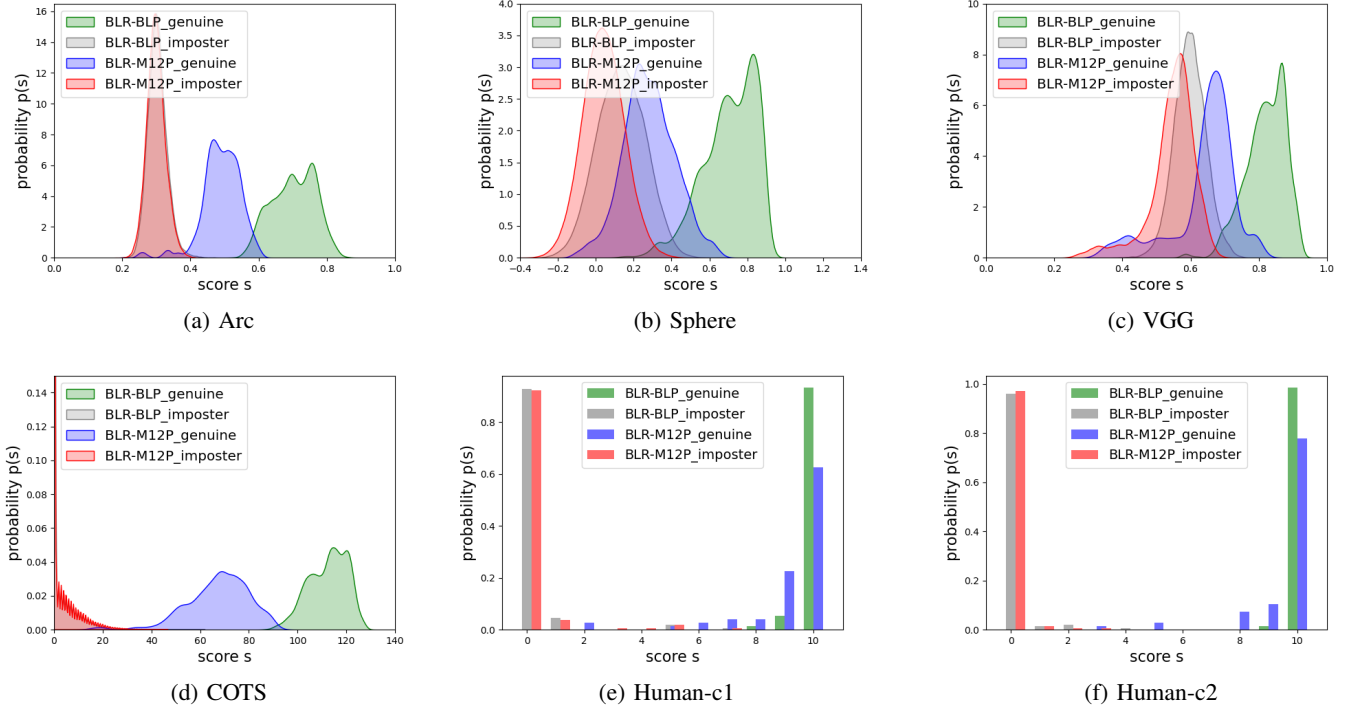 probability p(s)
16
14
12
10
8
6
4
2
0
BLR-BLP_genuine
BLR-BLP_imposter
BLR-M12P_genuine
BLR-M12P_imposter
0.0 0.2 0.4 0.6 0.8 1.0
score s
(a) Arc
probability p(s)
4.0
3.5
3.0
2.5
2.0
1.5
1.0
0.5
0.0
BLR-BLP_genuine
BLR-BLP_imposter
BLR-M12P_genuine
BLR-M12P_imposter
−0.4 −0.2 0.0 0.2 0.4 0.6 0.8 1.0 1.2 1.4
score s
(b) Sphere
probability p(s)
10
8
6
4
2
0
BLR-BLP_genuine
BLR-BLP_imposter
BLR-M12P_genuine
BLR-M12P_imposter
0.0 0.2 0.4 0.6 0.8 1.0
score s
(c) VGG
probability p(s)
0.14
0.12
0.10
0.08
0.06
0.04
0.02
0.00
BLR-BLP_genuine
BLR-BLP_imposter
BLR-M12P_genuine
BLR-M12P_imposter
0 20 40 60 80 100 120 140
score s
(d) COTS
probability p(s)
0.8
0.6
0.4
0.2
0.0
BLR-BLP_genuine
BLR-BLP_imposter
BLR-M12P_genuine
BLR-M12P_imposter
0 2 4 6 8 10
score s
(e) Human-c1
probability p(s)
1.0
0.8
0.6
0.4
0.2
0.0
BLR-BLP_genuine
BLR-BLP_imposter
BLR-M12P_genuine
BLR-M12P_imposter
0 2 4 6 8 10
score s
(f) Human-c2